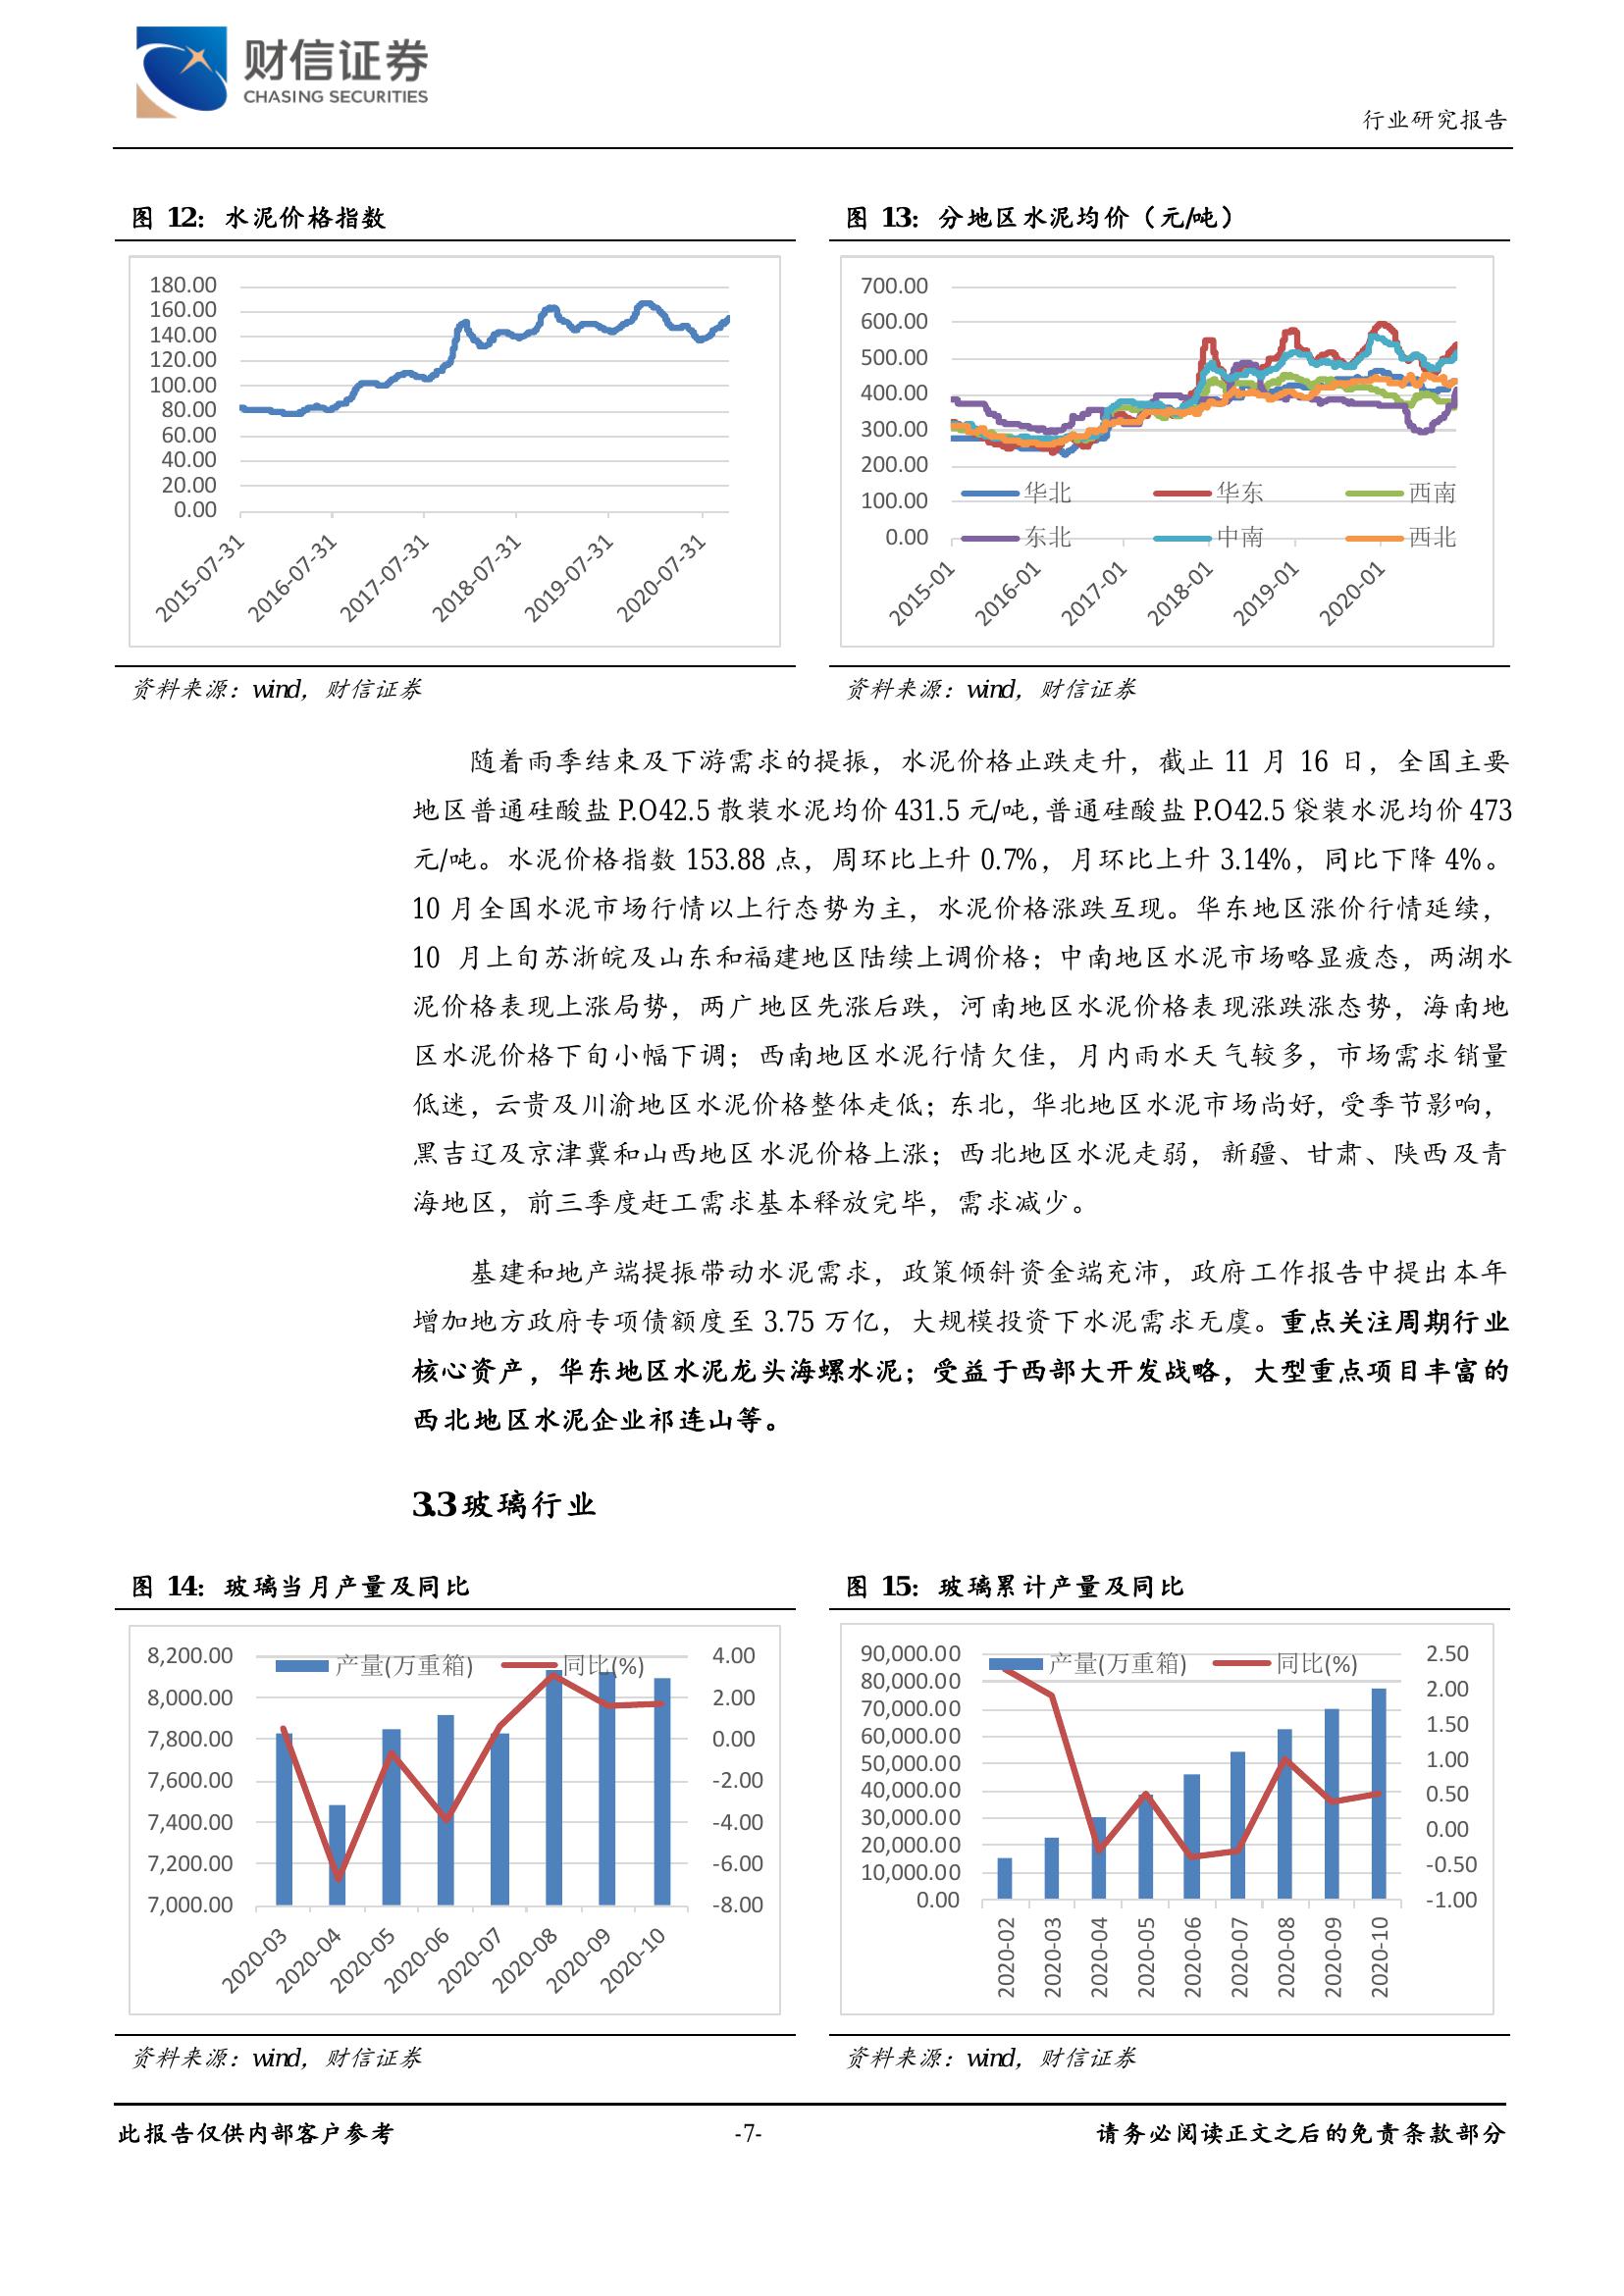 财信证券
CHASING SECURITIES
行业研究报告
图 12：水泥价格指数
180.00
160.00
140.00
120.00
100.00
80.00
60.00
40.00
20.00
0.00
2015-07-31
2016-07-31
2017-07-31
2018-07-31
2019-07-31
2020-07-31
资料来源：wind，财信证券
图 13：分地区水泥均价（元/吨）
700.00
600.00
500.00
400.00
300.00
200.00
100.00
0.00
华北 华东 西南
东北 中南 西北
2015-01
2016-01
2017-01
2018-01
2019-01
2020-01
资料来源：wind，财信证券
随着雨季结束及下游需求的提振，水泥价格止跌走升，截止 11 月 16 日，全国主要
地区普通硅酸盐 P.O42.5 散装水泥均价 431.5 元/吨，普通硅酸盐 P.O42.5 袋装水泥均价 473
元/吨。水泥价格指数 153.88 点，周环比上升 0.7%，月环比上升 3.14%，同比下降 4%。
10 月全国水泥市场行情以上行态势为主，水泥价格涨跌互现。华东地区涨价行情延续，
10 月上旬苏浙皖及山东和福建地区陆续上调价格；中南地区水泥市场略显疲态，两湖水
泥价格表现上涨局势，两广地区先涨后跌，河南地区水泥价格表现涨跌涨态势，海南地
区水泥价格下旬小幅下调；西南地区水泥行情欠佳，月内雨水天气较多，市场需求销量
低迷，云贵及川渝地区水泥价格整体走低；东北，华北地区水泥市场尚好，受季节影响，
黑吉辽及京津冀和山西地区水泥价格上涨；西北地区水泥走弱，新疆、甘肃、陕西及青
海地区，前三季度赶工需求基本释放完毕，需求减少。
基建和地产端提振带动水泥需求，政策倾斜资金端充沛，政府工作报告中提出本年
增加地方政府专项债额度至 3.75 万亿，大规模投资下水泥需求无虞。重点关注周期行业
核心资产，华东地区水泥龙头海螺水泥；受益于西部大开发战略，大型重点项目丰富的
西北地区水泥企业祁连山等。
3.3 玻璃行业
图 14：玻璃当月产量及同比
产量(万重箱) 同比(%)
8,200.00
8,000.00
7,800.00
7,600.00
7,400.00
7,200.00
7,000.00
4.00
2.00
0.00
-2.00
-4.00
-6.00
-8.00
2020-03
2020-04
2020-05
2020-06
2020-07
2020-08
2020-09
2020-10
资料来源：wind，财信证券
图 15：玻璃累计产量及同比
产量(万重箱) 同比(%)
90,000.00
80,000.00
70,000.00
60,000.00
50,000.00
40,000.00
30,000.00
20,000.00
10,000.00
0.00
2.50
2.00
1.50
1.00
0.50
0.00
-0.50
-1.00
2020-02
2020-03
2020-04
2020-05
2020-06
2020-07
2020-08
2020-09
2020-10
资料来源：wind，财信证券
此报告仅供内部客户参考
-7-
请务必阅读正文之后的免责条款部分